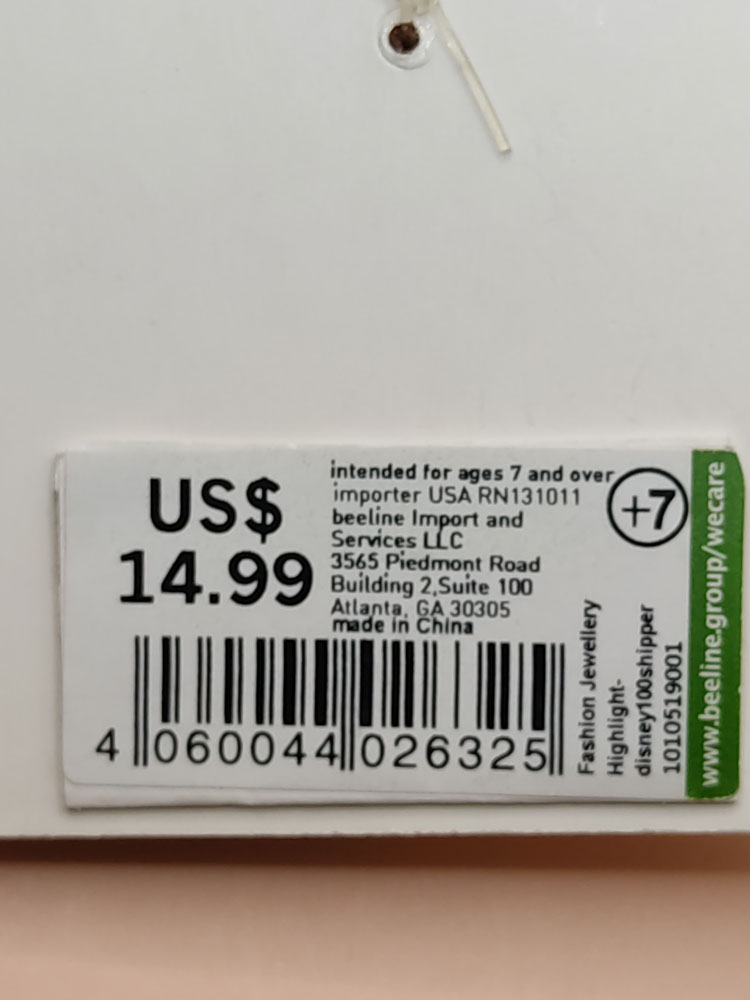 US$
14.99
intended for ages 7 and over
importer USA RN131011
beeline Import and
Services LLC
3565 Piedmont Road
Building 2,Suite 100
Atlanta, GA 30305
made in China
+7
4 060044 026325
Fashion Jewellery
Highlight-
disney100shipper
1010519001
www.beeline.group/wecare